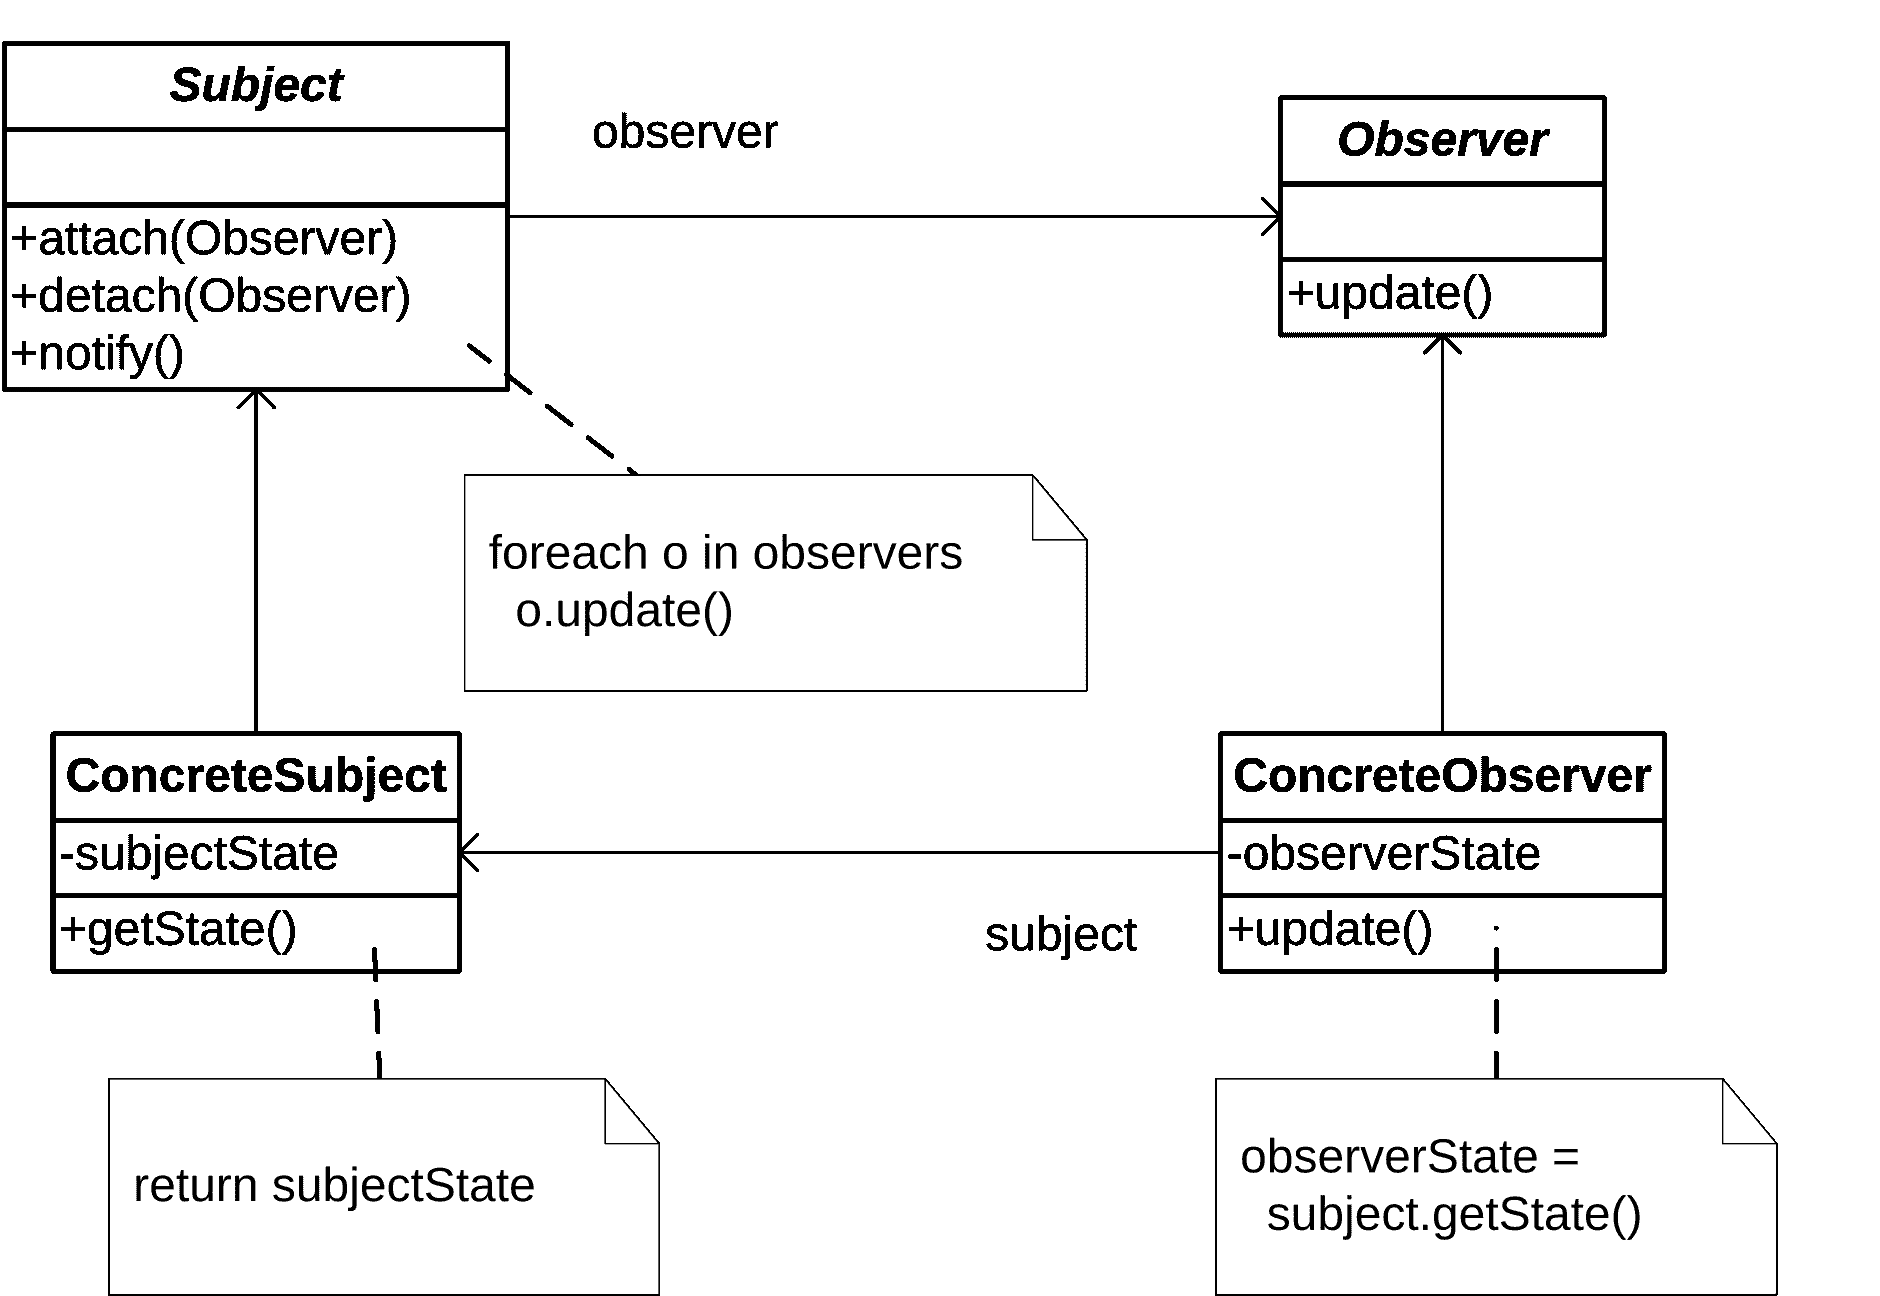 Subject
+attach(Observer)
+detach(Observer)
+notify()
observer
Observer
+update()
foreach o in observers
o.update()
ConcreteSubject
-subjectState
+getState()
subject
ConcreteObserver
-observerState
+update()
return subjectState
observerState =
subject.getState()